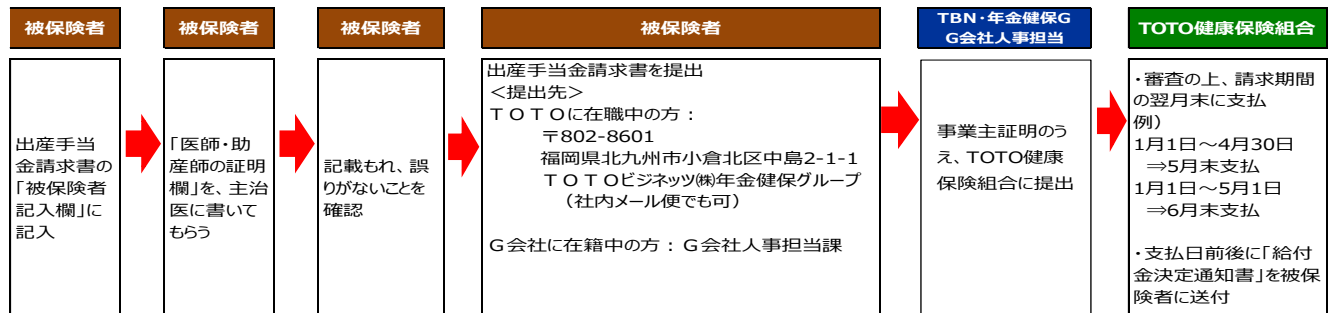 被保険者
出産手当
金請求書の
「被保険者
記入欄」に
記入
被保険者
「医師・助
産師の証明
欄」を、主治
医に書いて
もらう
被保険者
記載もれ、誤
りがないことを
確認
被保険者
出産手当金請求書を提出
<提出先>
TOTOに在職中の方：
〒802-8601
福岡県北九州市小倉北区中島2-1-1
TOTOビジネッツ㈱年金健保グループ
（社内メール便でも可）
G会社に在籍中の方：G会社人事担当課
TBN・年金健保G
G会社人事担当
事業主証明のう
え、TOTO健康
保険組合に提出
TOTO健康保険組合
・審査の上、請求期間
の翌月末に支払
例）
1月1日～4月30日
⇒5月末支払
1月1日～5月1日
⇒6月末支払
・支払日前後に「給付
金決定通知書」を被保
険者に送付